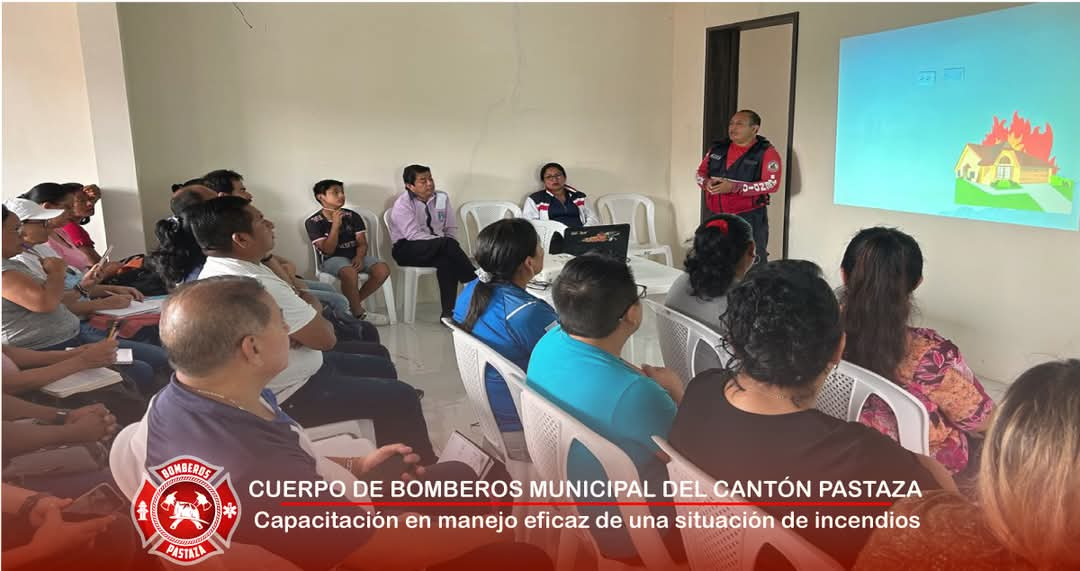 BOMBEROS
PASTAZA
CUERPO DE BOMBEROS MUNICIPAL DEL CANTÓN PASTAZA
Capacitación en manejo eficaz de una situación de incendios